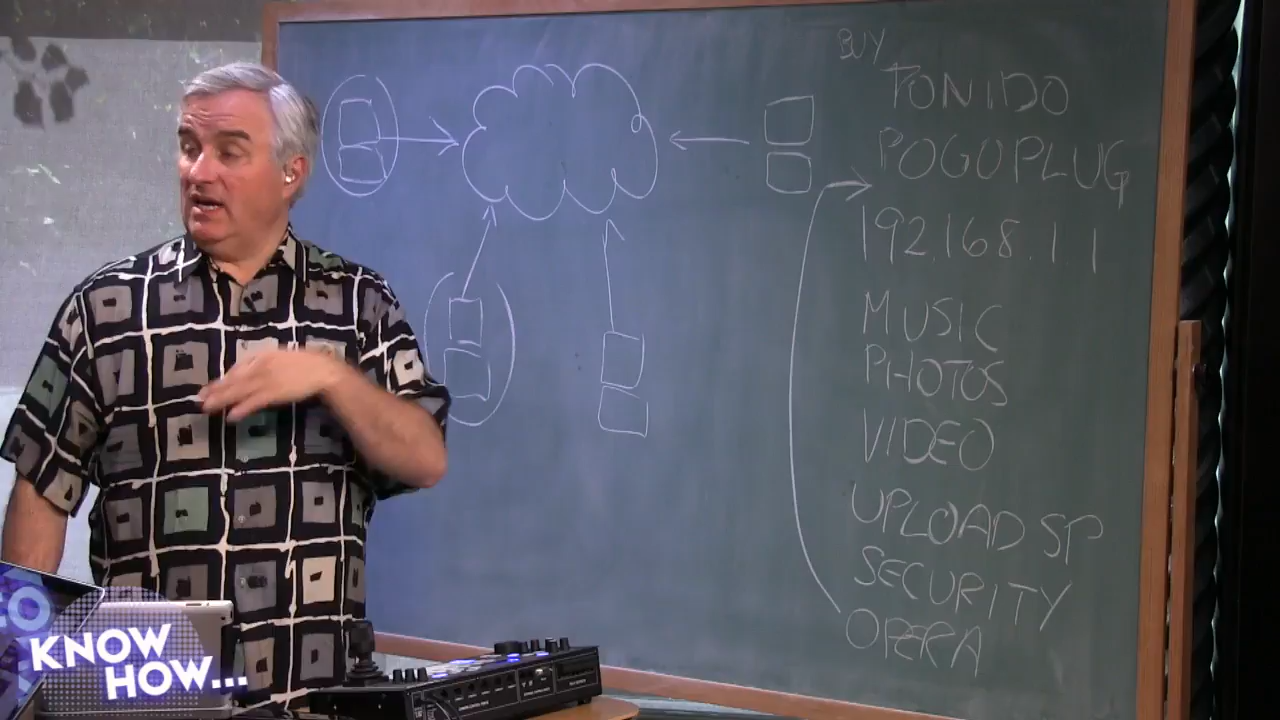 BUY
TONIDO
POGOPLUG
192.168.1.1
MUSIC
PHOTOS
VIDEO
UPLOAD SP
SECURITY
OPERA
KNOW
HOW...